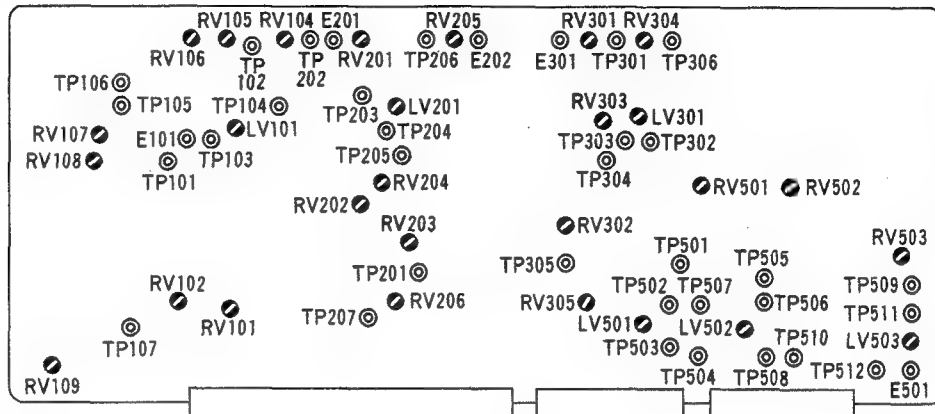 RV105 RV104 E201 RV205 RV301 RV304
RV106 TP 102 TP 202 RV201 TP206 E202 E301 TP301 TP306
TP106
TP105 TP104 TP203 LV201 RV303 LV301
RV107 E101 LV101 TP204 TP303 TP302
RV108 TP101 TP103 TP205 TP304
RV204 RV501 RV502
RV202
RV203 RV302 RV503
TP501
TP201 TP305 TP505 TP509
RV102 TP502 TP507
RV101 TP207 RV206 RV305 TP506 TP511
LV501 LV502 LV503
TP107 TP503 TP510
RV109 TP504 TP508 TP512 E501